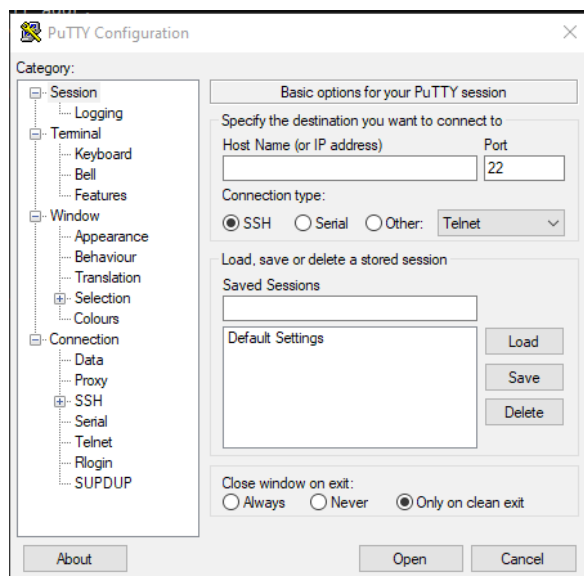 PuTTY Configuration
Category:
Session
Logging
Terminal
Keyboard
Bell
Features
Window
Appearance
Behaviour
Translation
Selection
Colours
Connection
Data
Proxy
SSH
Serial
Telnet
Rlogin
SUPDUP
Basic options for your PuTTY session
Specify the destination you want to connect to
Host Name (or IP address) Port
22
Connection type:
SSH Serial Other: Telnet
Load, save or delete a stored session
Saved Sessions
Default Settings
Load
Save
Delete
Close window on exit:
Always Never Only on clean exit
About Open Cancel